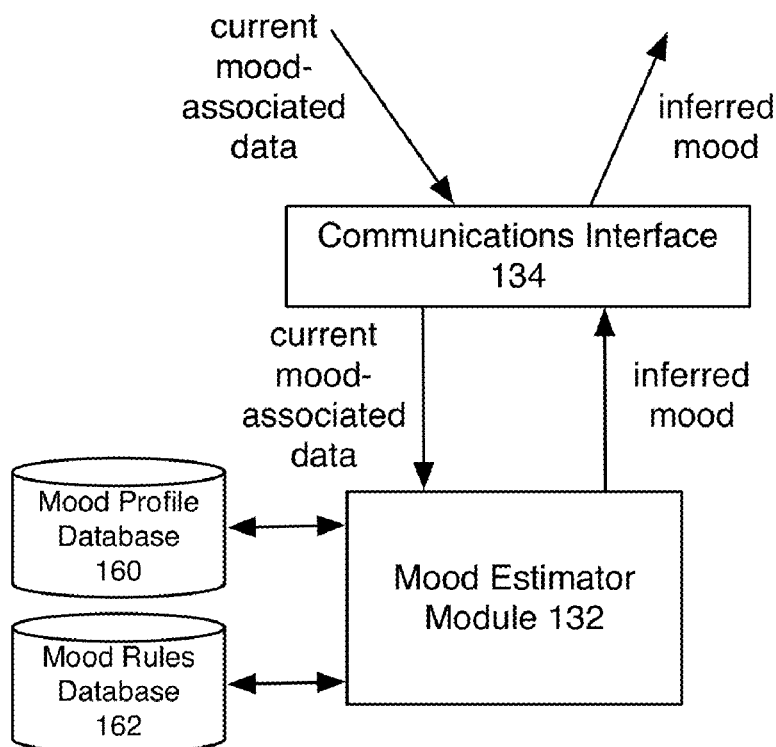 current
mood-
associated
data
inferred
mood
Communications Interface
134
current
mood-
associated
data
inferred
mood
Mood Profile
Database
160
Mood Estimator
Module 132
Mood Rules
Database
162